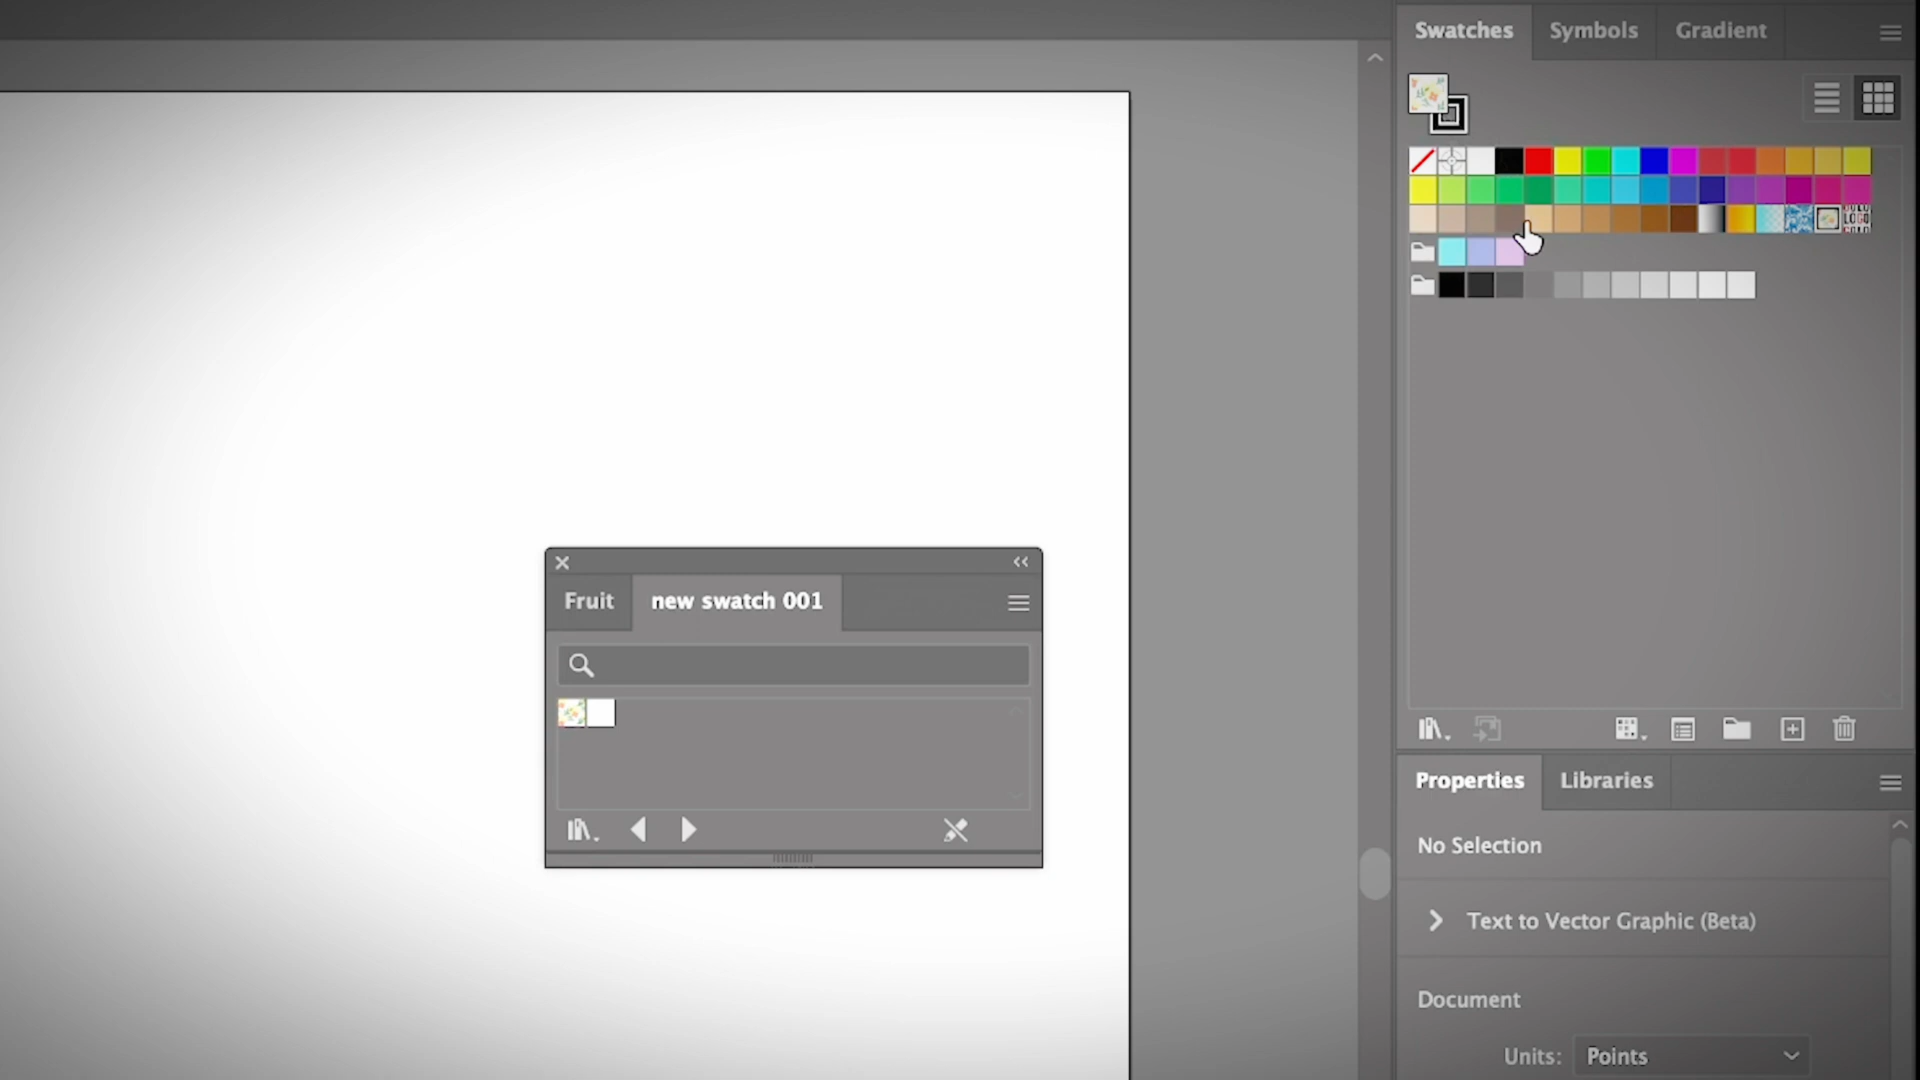 Swatches Symbols Gradient
Fruit new swatch 001
Properties Libraries
No Selection
Text to Vector Graphic (Beta)
Document
Units: Points